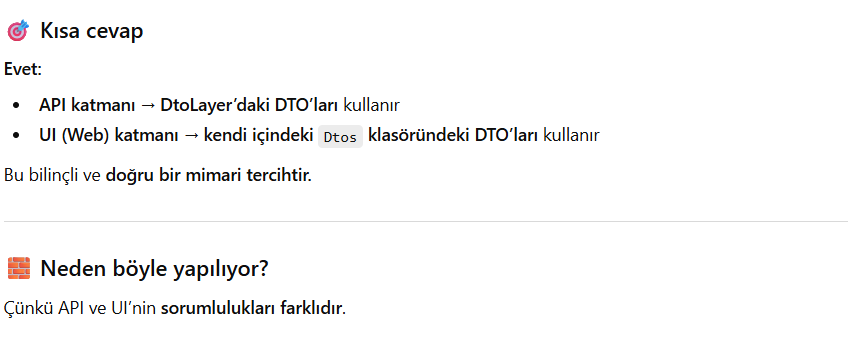 🎯 Kısa cevap
Evet:
• API katmanı → DtoLayer’daki DTO’ları kullanır
• UI (Web) katmanı → kendi içindeki Dtos klasöründeki DTO’ları kullanır
Bu bilinçli ve doğru bir mimari tercihtir.
🧱 Neden böyle yapılıyor?
Çünkü API ve UI’nin sorumlulukları farklıdır.